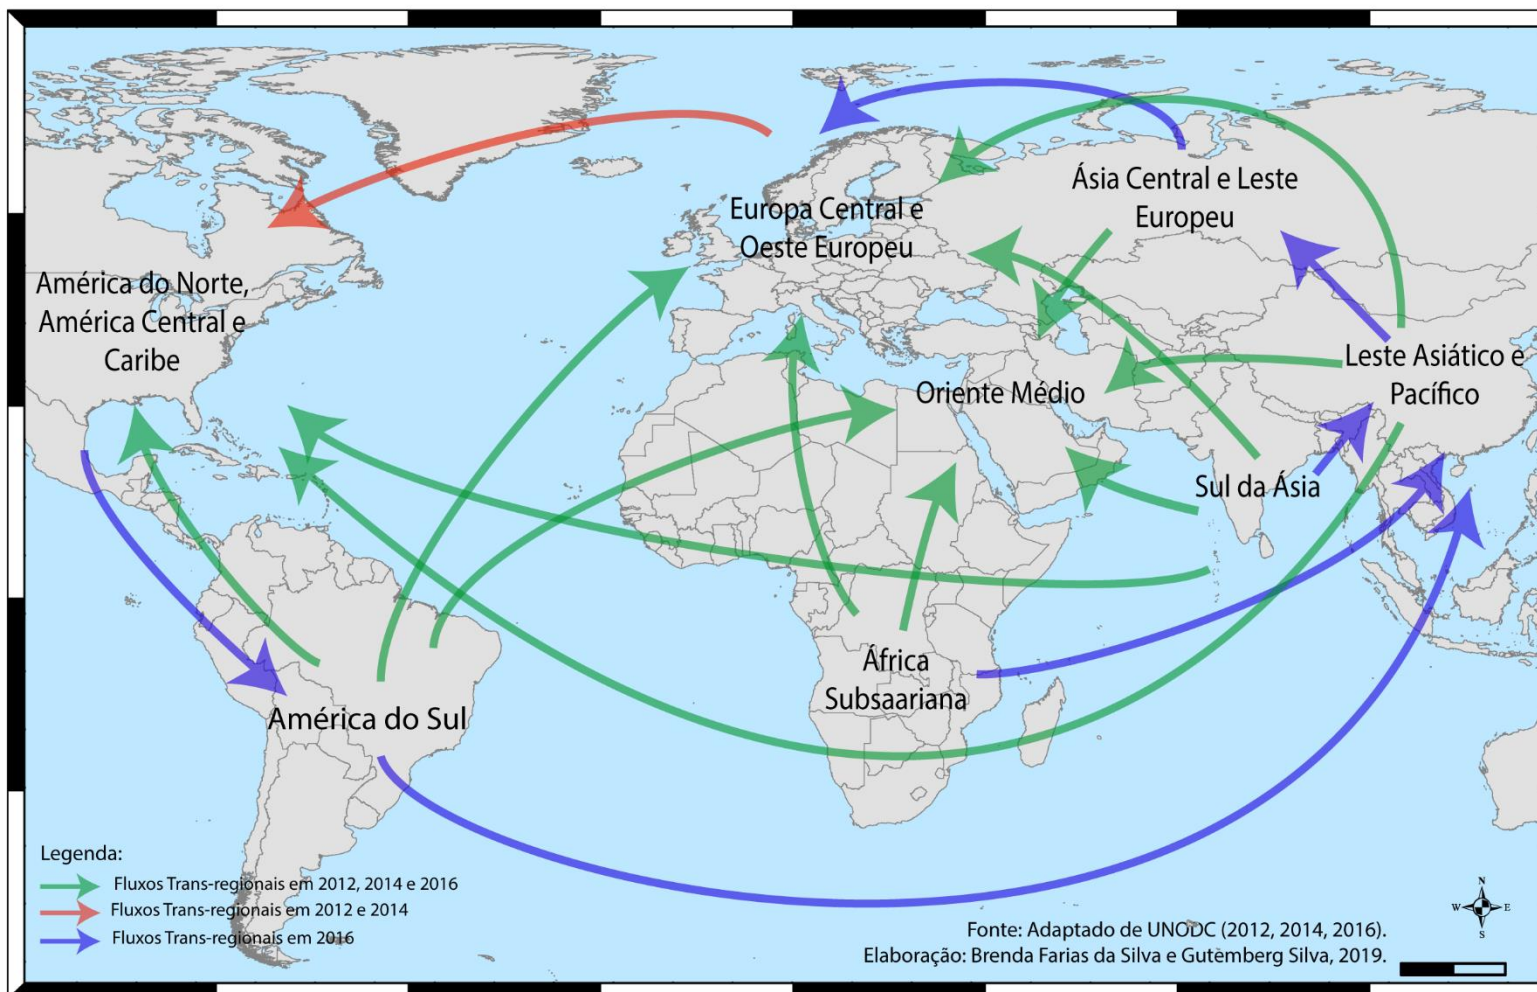 Ásia Central e Leste
Europeu
Europa Central e
Oeste Europeu
América do Norte,
América Central e
Caribe
Leste Asiático e
Pacífico
Oriente Médio
Sul da Ásia
África
Subsaariana
América do Sul
Legenda:
Fluxos Trans-regionais em 2012, 2014 e 2016
Fluxos Trans-regionais em 2012 e 2014
Fluxos Trans-regionais em 2016
N
W E
S
Fonte: Adaptado de UNODC (2012, 2014, 2016).
Elaboração: Brenda Farias da Silva e Gutemberg Silva, 2019.